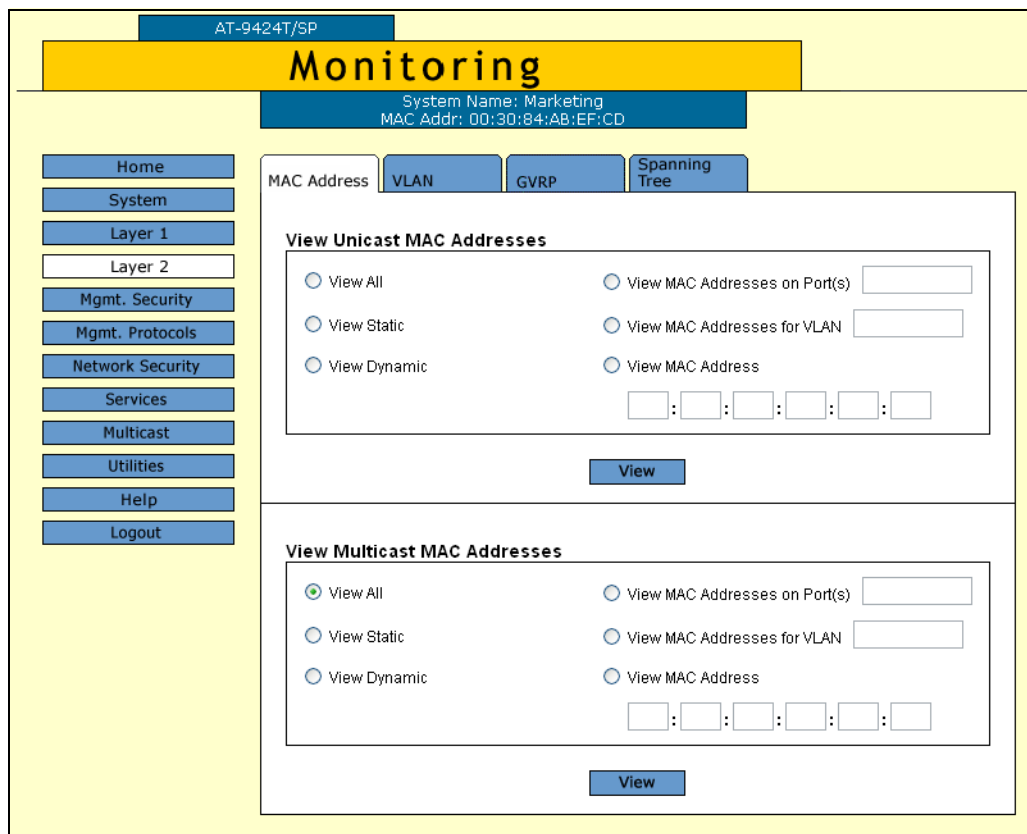 AT-9424T/SP
Monitoring
System Name: Marketing
MAC Addr: 00:30:84:AB:EF:CD
Home
System
Layer 1
Layer 2
Mgmt. Security
Mgmt. Protocols
Network Security
Services
Multicast
Utilities
Help
Logout
MAC Address
VLAN
GVRP
Spanning
Tree
View Unicast MAC Addresses
View All
View MAC Addresses on Port(s)
View Static
View MAC Addresses for VLAN
View Dynamic
View MAC Address
: : : : :
View
View Multicast MAC Addresses
View All
View MAC Addresses on Port(s)
View Static
View MAC Addresses for VLAN
View Dynamic
View MAC Address
: : : : :
View